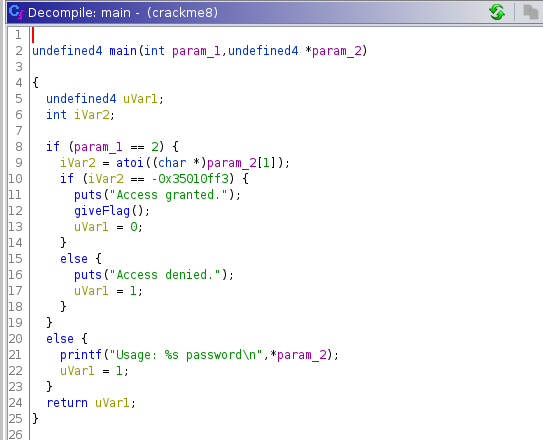 Decompile: main - (crackme8)
1
2 undefined4 main(int param_1,undefined4 *param_2)
3
4 {
5 undefined4 uVar1;
6 int iVar2;
7
8 if (param_1 == 2) {
9 iVar2 = atoi((char *)param_2[1]);
10 if (iVar2 == -0x35010ff3) {
11 puts("Access granted.");
12 giveFlag();
13 uVar1 = 0;
14 }
15 else {
16 puts("Access denied.");
17 uVar1 = 1;
18 }
19 }
20 else {
21 printf("Usage: %s password\n",*param_2);
22 uVar1 = 1;
23 }
24 return uVar1;
25 }
26